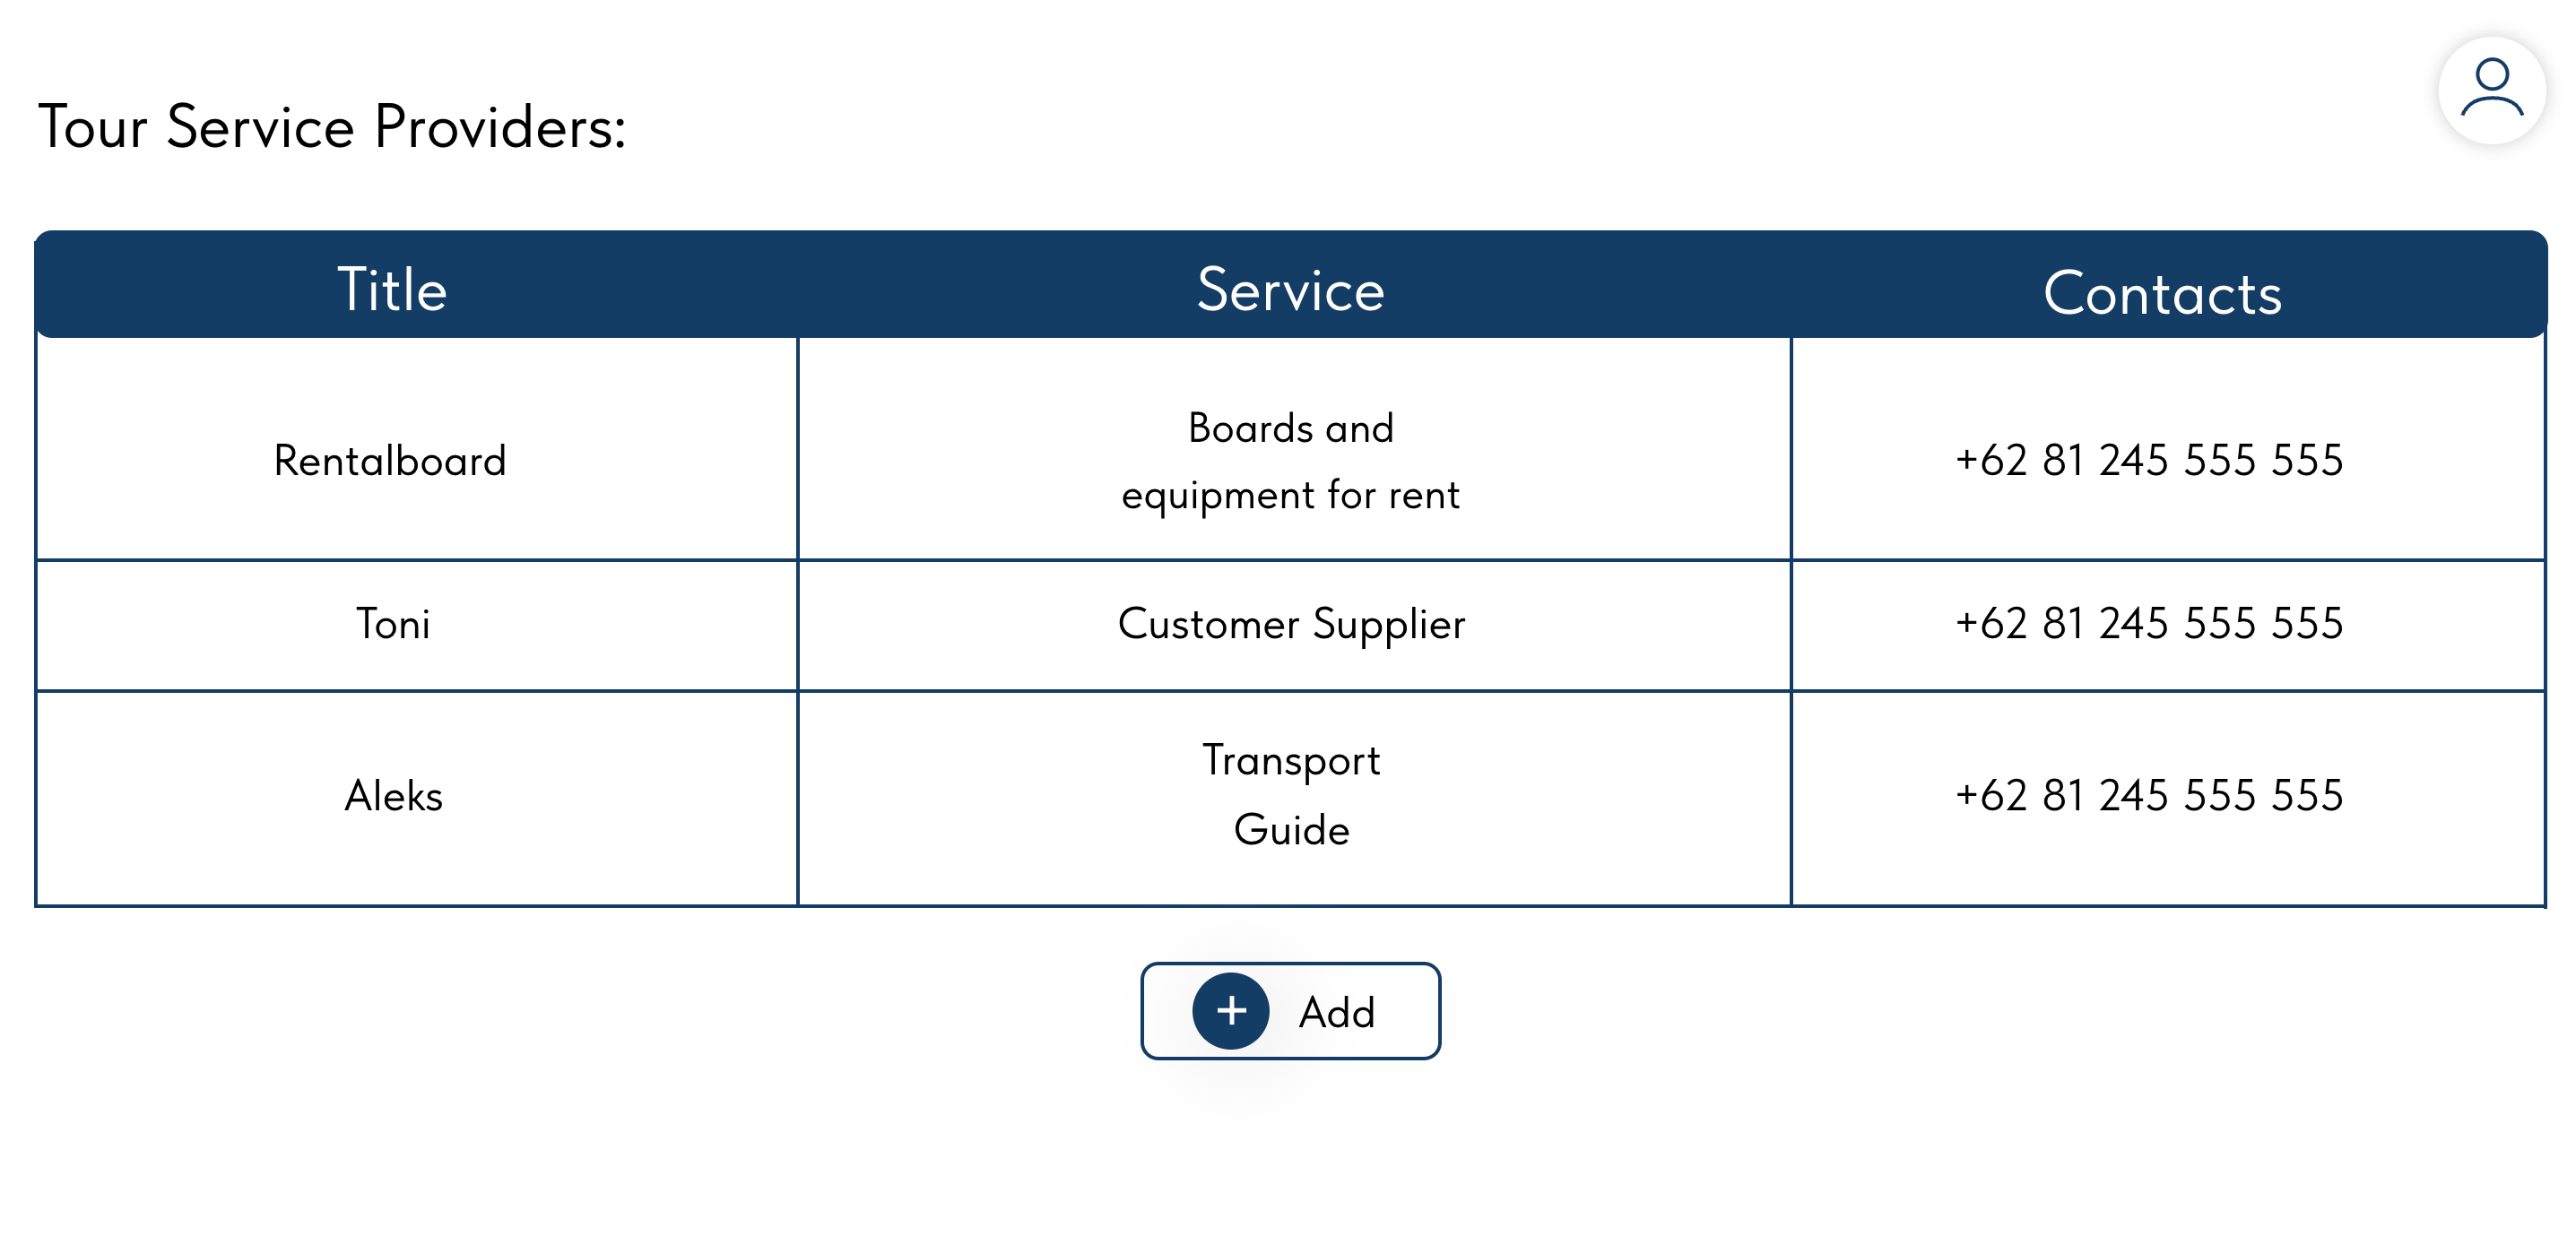 Tour Service Providers:
Title Service Contacts
Rentalboard
Boards and
equipment for rent
+62 81 245 555 555
Toni
Customer Supplier
+62 81 245 555 555
Aleks
Transport
Guide
+62 81 245 555 555
+ Add